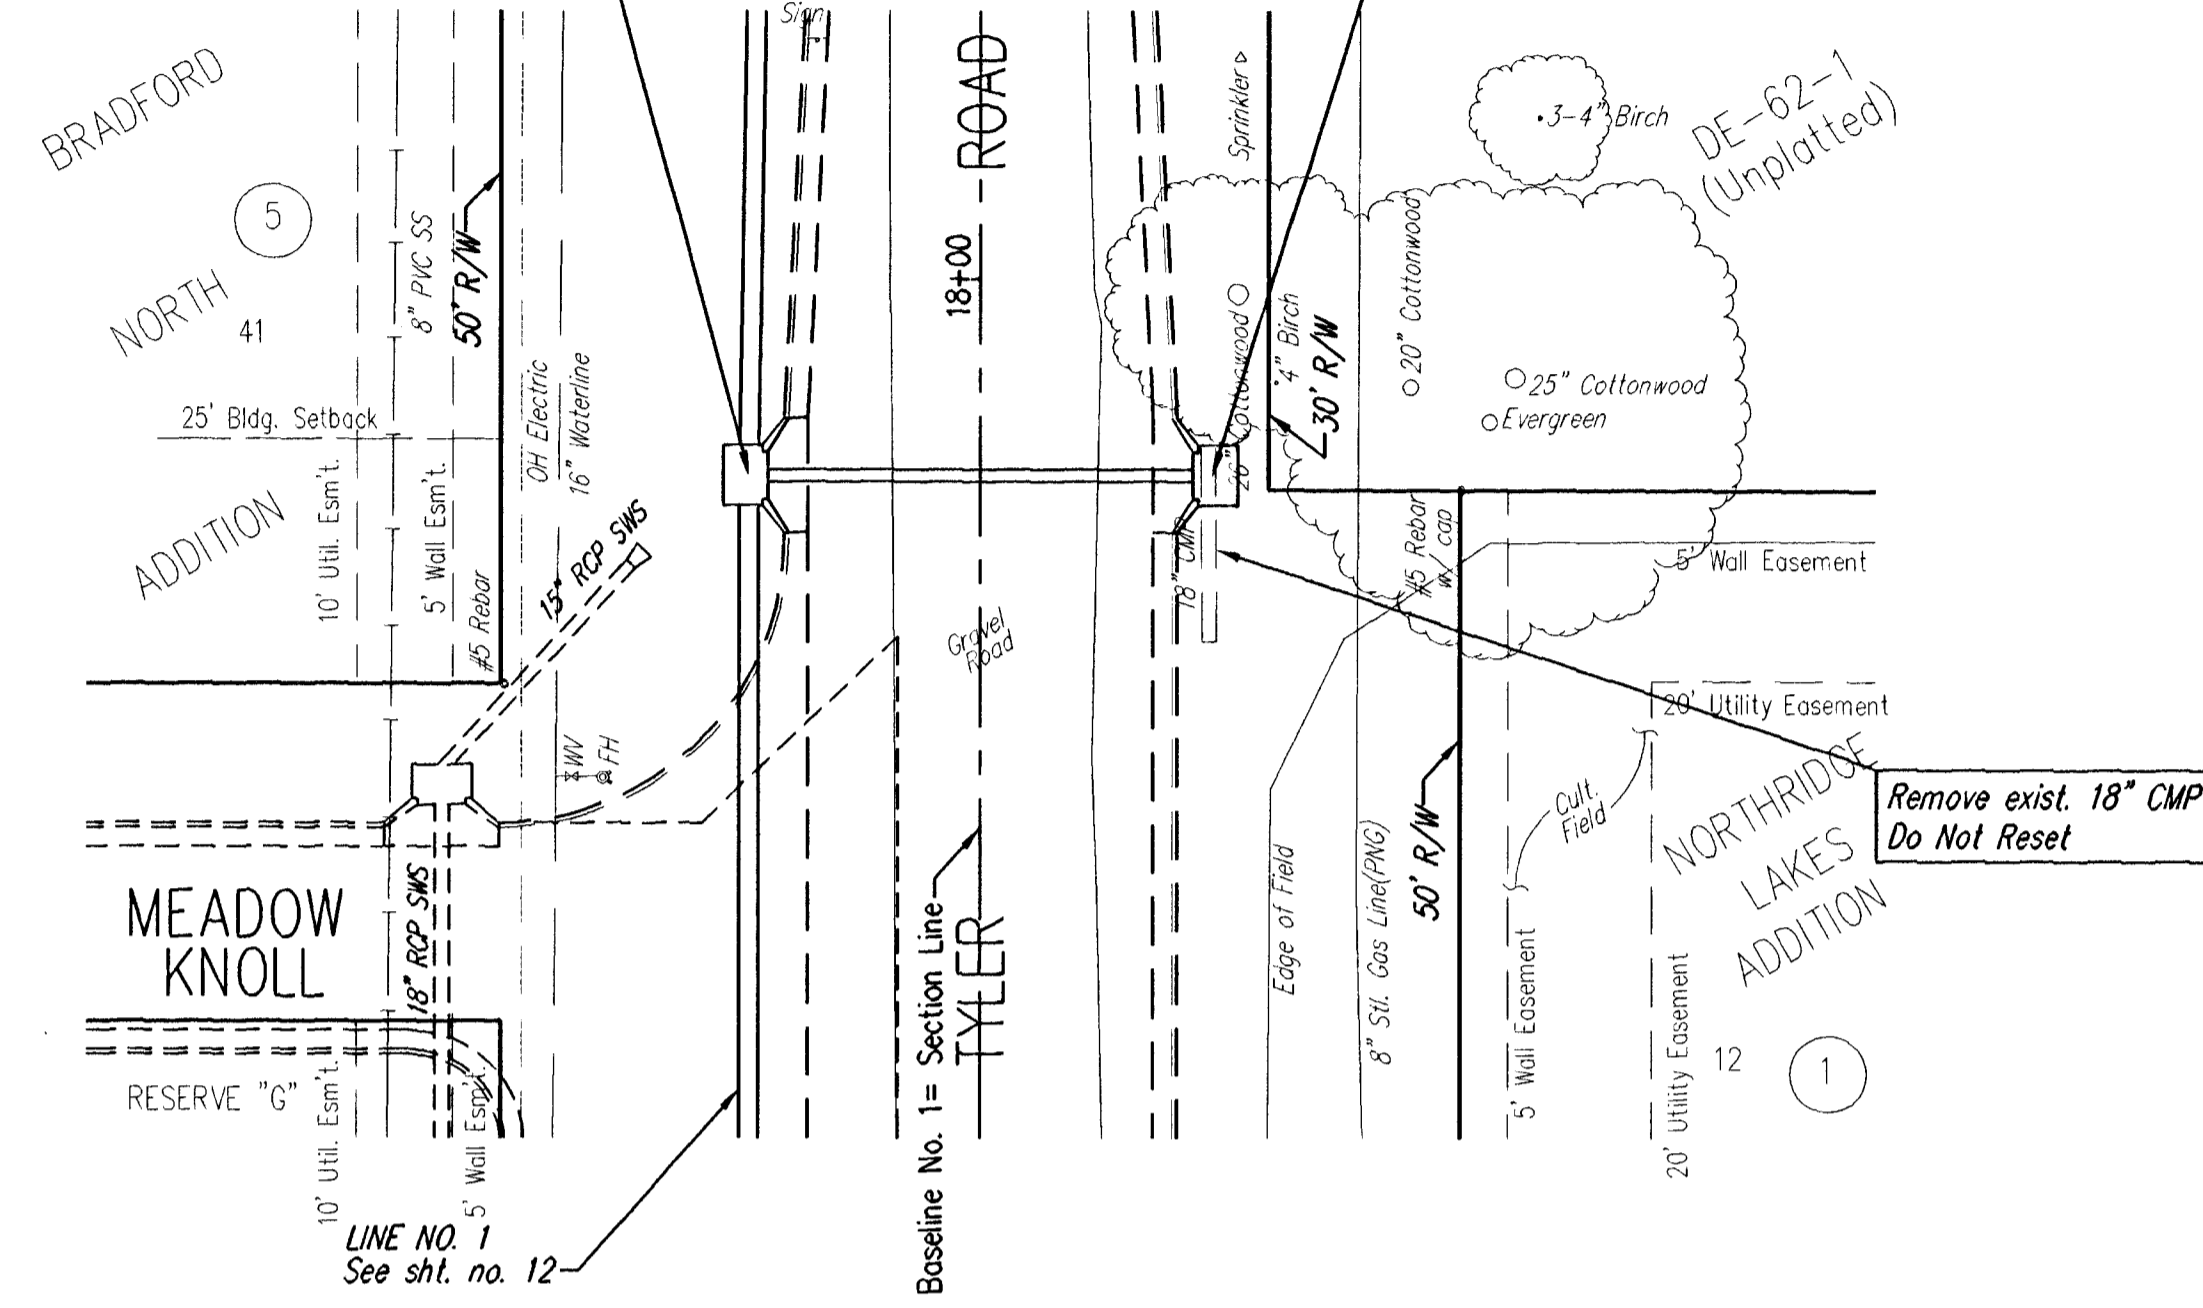 Sign
BRADFORD
NORTH
ADDITION
5
41
25' Bldg. Setback
10' Util. Esm't.
5' Wall Esm't.
8" PVC SS
50' R/W
#5 Rebar
OH Electric
16" Waterline
15" RCP SWS
WV
FH
18" RCP SWS
MEADOW
KNOLL
RESERVE "G"
10' Util. Esm't.
5' Wall Esm't.
LINE NO. 1
See sht. no. 12
ROAD
18+00
Gravel
Road
Baseline No. 1= Section Line
TYLER
Sprinkler
26" Cottonwood
4" Birch
30' R/W
20" Cottonwood
25" Cottonwood
Evergreen
3-4" Birch
DE-62-1
(Unplatted)
18" CMP
#5 Rebar
w/ cap
5' Wall Easement
20' Utility Easement
Cult.
Field
NORTHRIDGE
LAKES
ADDITION
Remove exist. 18" CMP
Do Not Reset
Edge of Field
8" Stl. Gas Line(PNG)
50' R/W
5' Wall Easement
20' Utility Easement
12
1